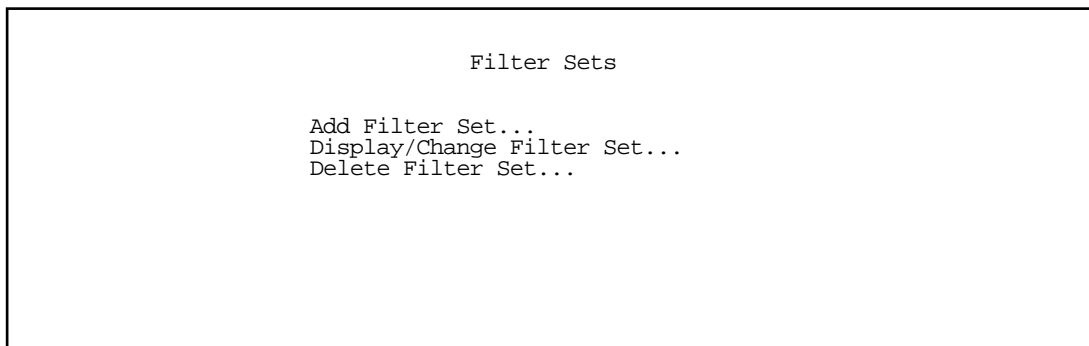 Filter Sets
Add Filter Set...
Display/Change Filter Set...
Delete Filter Set...